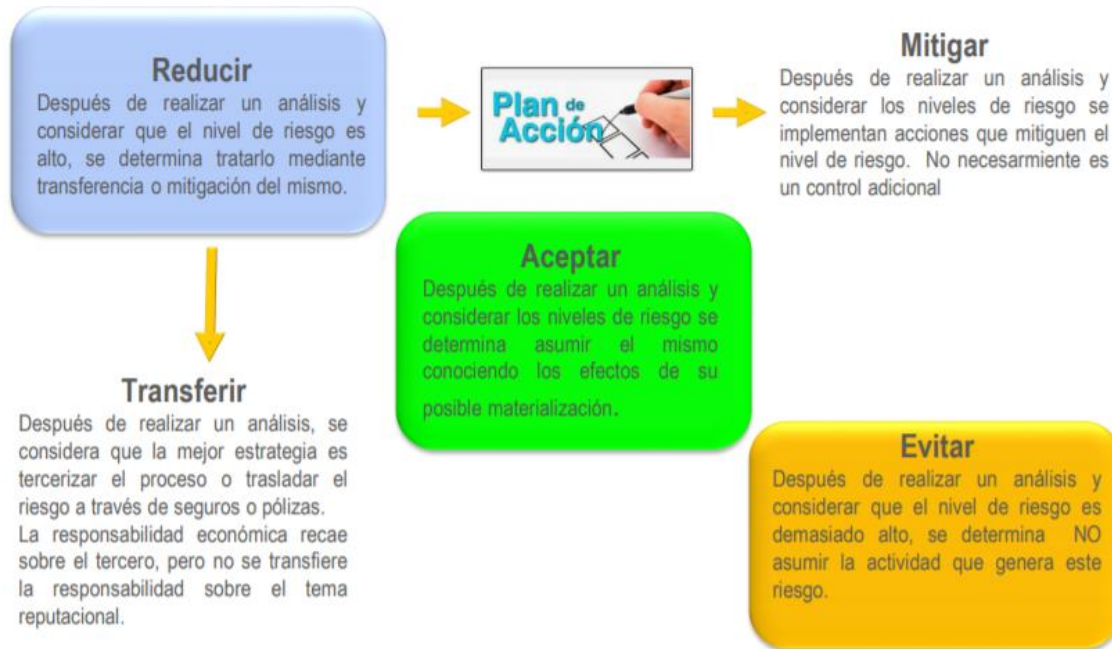 Reducir
Después de realizar un análisis y
considerar que el nivel de riesgo es
alto, se determina tratarlo mediante
transferencia o mitigación del mismo.
Plan de
Acción
Mitigar
Después de realizar un análisis y
considerar los niveles de riesgo se
implementan acciones que mitiguen el
nivel de riesgo. No necesarmiente es
un control adicional
Aceptar
Después de realizar un análisis y
considerar los niveles de riesgo se
determina asumir el mismo
conociendo los efectos de su
posible materialización.
Transferir
Después de realizar un análisis, se
considera que la mejor estrategia es
tercerizar el proceso o trasladar el
riesgo a través de seguros o pólizas.
La responsabilidad económica recae
sobre el tercero, pero no se transfiere
la responsabilidad sobre el tema
reputacional.
Evitar
Después de realizar un análisis y
considerar que el nivel de riesgo es
demasiado alto, se determina NO
asumir la actividad que genera este
riesgo.